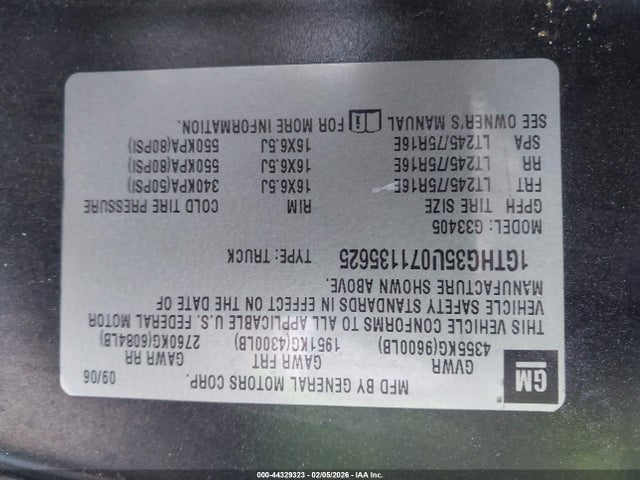 MFD BY GENERAL MOTORS CORP. 09/06
GM
GVWR GAWR FRT GAWR RR
4355KG(9600LB) 1951KG(4300LB) 2760KG(6084LB)
THIS VEHICLE CONFORMS TO ALL APPLICABLE U.S. FEDERAL MOTOR
VEHICLE SAFETY STANDARDS IN EFFECT ON THE DATE OF
MANUFACTURE SHOWN ABOVE.
1GTHG35U071135625 TYPE: TRUCK
MODEL: G33405
GPFH TIRE SIZE RIM COLD TIRE PRESSURE
FRT LT245/75R16E 16X6.5J 340KPA(50PSI)
RR LT245/75R16E 16X6.5J 550KPA(80PSI)
SPA LT245/75R16E 16X6.5J 550KPA(80PSI)
SEE OWNER'S MANUAL FOR MORE INFORMATION.
000-44329323 - 02/05/2026 - IAA Inc.